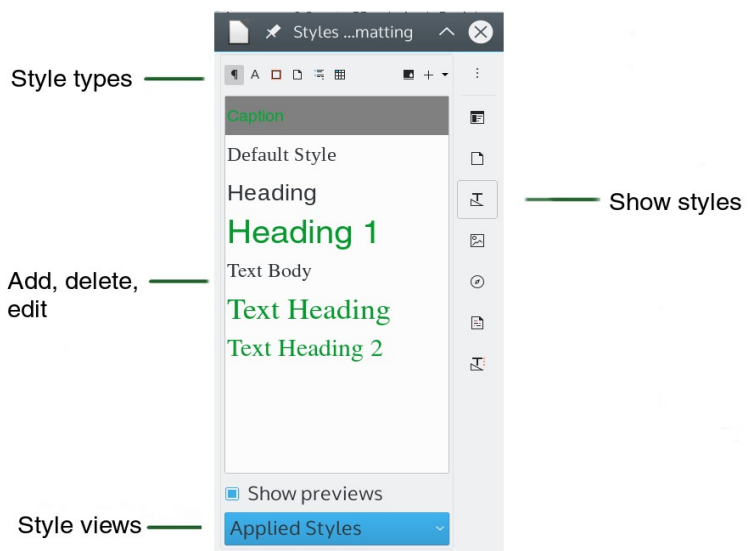 Styles ...matting
Style types
A
Caption
Default Style
Heading
Show styles
Heading 1
Add, delete,
edit
Text Body
Text Heading
Text Heading 2
Show previews
Style views
Applied Styles